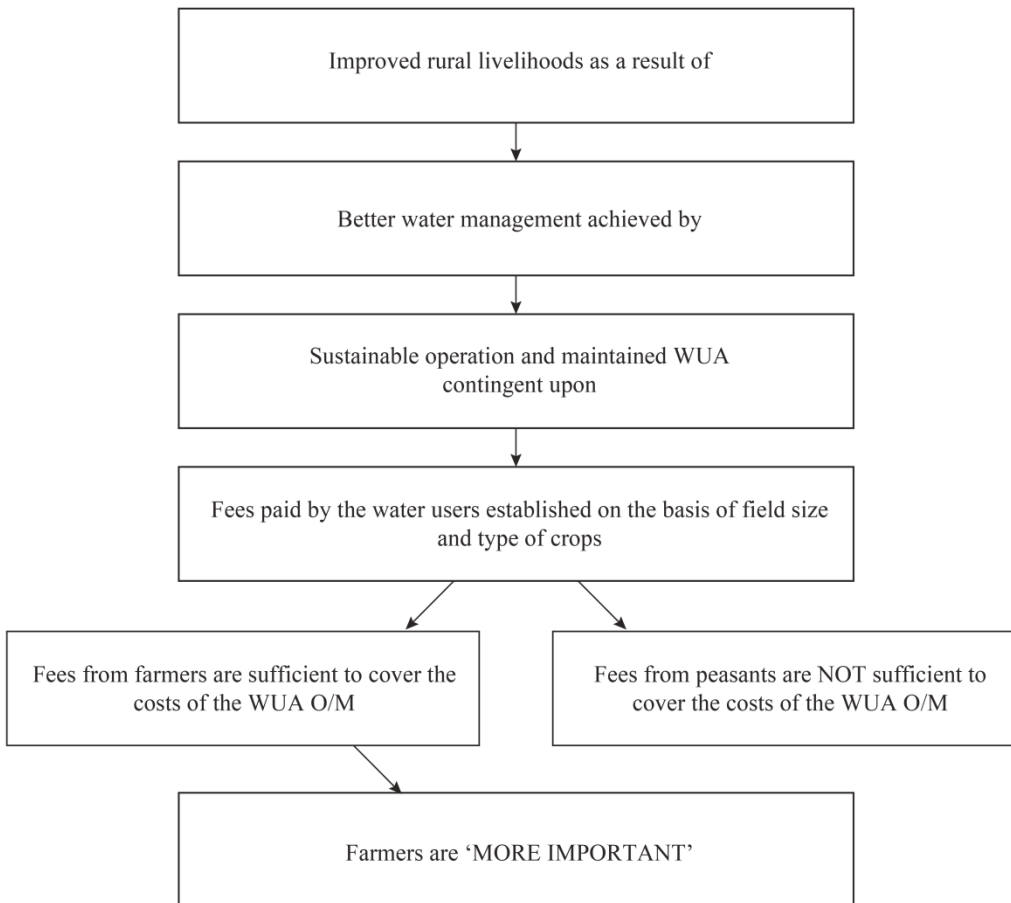 Improved rural livelihoods as a result of
Better water management achieved by
Sustainable operation and maintained WUA
contingent upon
Fees paid by the water users established on the basis of field size
and type of crops
Fees from farmers are sufficient to cover the
costs of the WUA O/M
Fees from peasants are NOT sufficient to
cover the costs of the WUA O/M
Farmers are ‘MORE IMPORTANT’